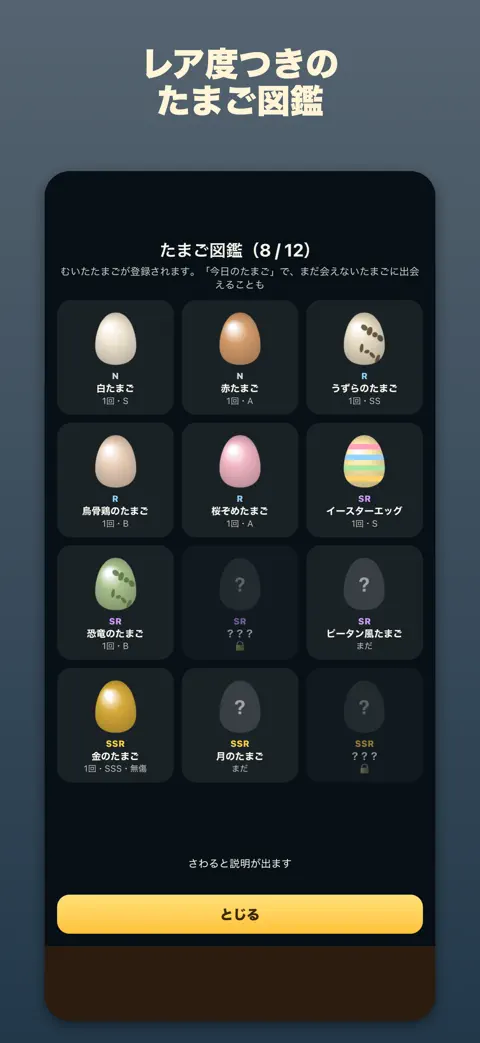 レア度つきの
たまご図鑑
たまご図鑑（8 / 12）
むいたたまごが登録されます。「今日のたまご」で、まだ会えないたまごに出会
えることも
N
白たまご
1回・S
N
赤たまご
1回・A
R
うずらのたまご
1回・SS
R
烏骨鶏のたまご
1回・B
R
桜ぞめたまご
1回・A
SR
イースターエッグ
1回・S
SR
恐竜のたまご
1回・B
?
SR
？？？
?
SR
ピータン風たまご
まだ
SSR
金のたまご
1回・SSS・無傷
?
SSR
月のたまご
まだ
?
SSR
？？？
さわると説明が出ます
とじる